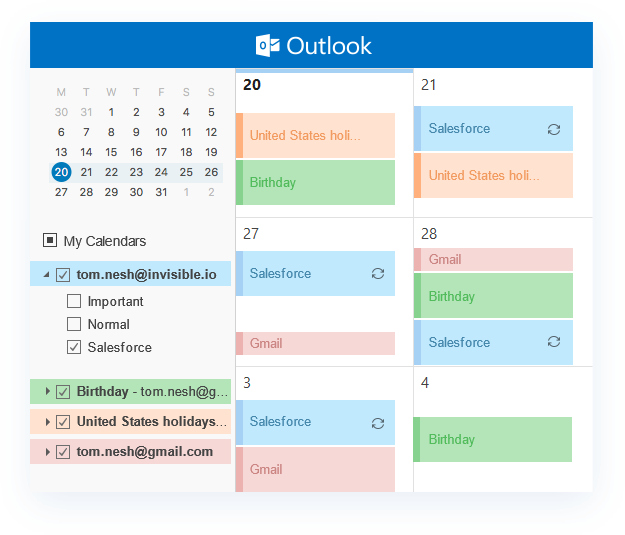 Outlook
M T W T F S S
30 31 1 2 3 4 5
6 7 8 9 10 11 12
13 14 15 16 17 18 19
20 21 22 23 24 25 26
27 28 29 30 31 1 2
My Calendars
tom.nesh@invisible.io
Important
Normal
Salesforce
Birthday - tom.nesh@g...
United States holidays...
tom.nesh@gmail.com
20
United States holi...
Birthday
21
Salesforce
United States holi...
27
Salesforce
Gmail
28
Gmail
Birthday
Salesforce
3
Salesforce
Gmail
4
Birthday